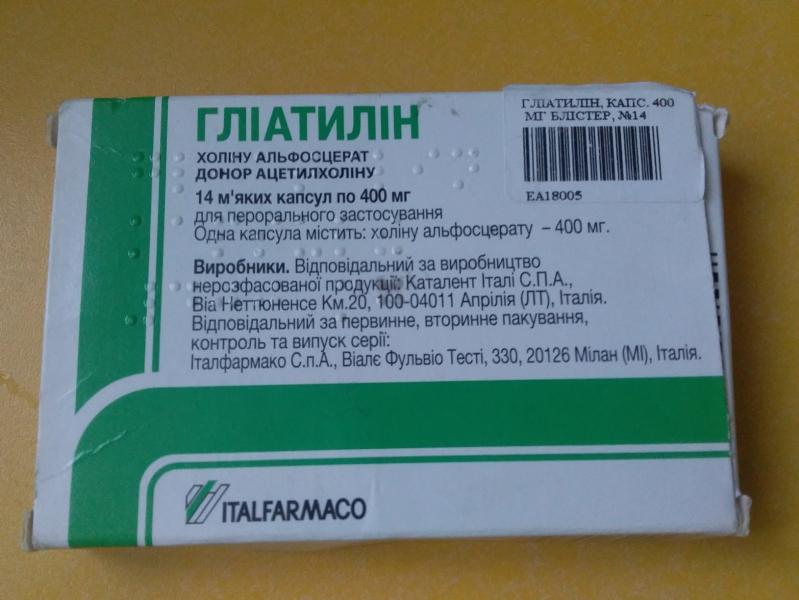 ГЛІАТИЛІН, КАПС. 400
МГ БЛІСТЕР, №14
EA18005
ГЛІАТИЛІН
ХОЛІНУ АЛЬФОСЦЕРАТ
ДОНОР АЦЕТИЛХОЛІНУ
14 м'яких капсул по 400 мг
для перорального застосування
Одна капсула містить: холіну альфосцерату – 400 мг.
Виробники. Відповідальний за виробництво
нерозфасованої продукції: Каталент Італі С.П.А.,
Віа Неттюненсе Км.20, 100-04011 Апрілія (ЛТ), Італія.
Відповідальний за первинне, вторинне пакування,
контроль та випуск серії:
Італфармако С.п.А., Віалє Фульвіо Тесті, 330, 20126 Мілан (МІ), Італія.
ITALFARMACO